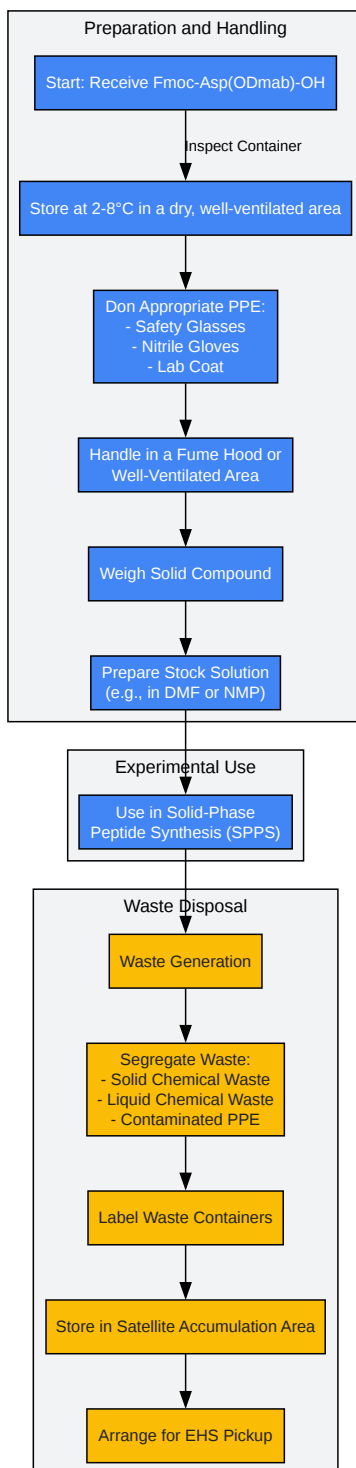 Preparation and Handling
Start: Receive Fmoc-Asp(ODmab)-OH
Inspect Container
Store at 2-8°C in a dry, well-ventilated area
Don Appropriate PPE:
- Safety Glasses
- Nitrile Gloves
- Lab Coat
Handle in a Fume Hood or
Well-Ventilated Area
Weigh Solid Compound
Prepare Stock Solution
(e.g., in DMF or NMP)
Experimental Use
Use in Solid-Phase
Peptide Synthesis (SPPS)
Waste Disposal
Waste Generation
Segregate Waste:
- Solid Chemical Waste
- Liquid Chemical Waste
- Contaminated PPE
Label Waste Containers
Store in Satellite Accumulation Area
Arrange for EHS Pickup